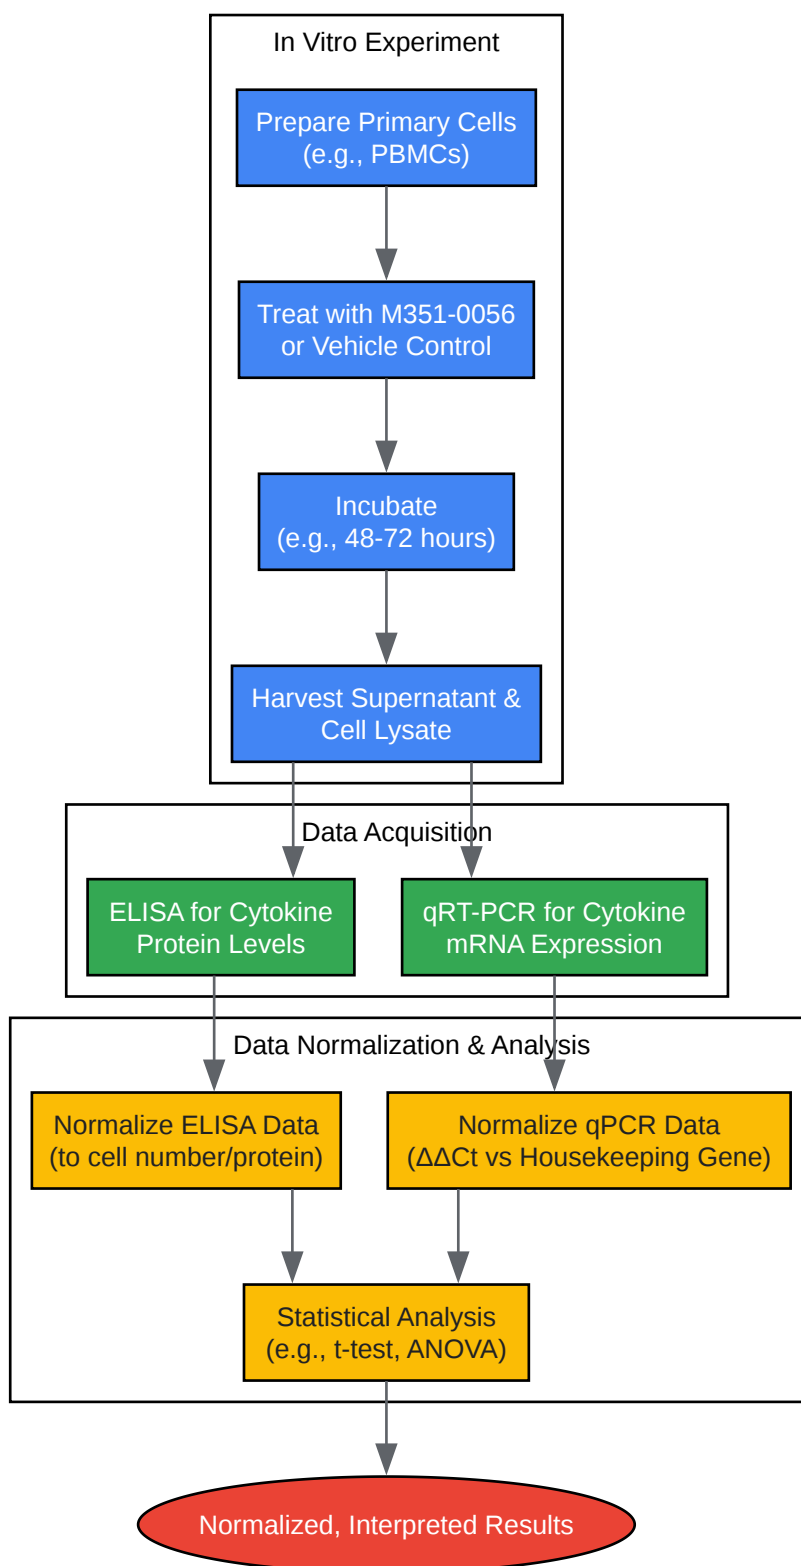 In Vitro Experiment
Prepare Primary Cells
(e.g., PBMCs)
Treat with M351-0056
or Vehicle Control
Incubate
(e.g., 48-72 hours)
Harvest Supernatant &
Cell Lysate
Data Acquisition
ELISA for Cytokine
Protein Levels
qRT-PCR for Cytokine
mRNA Expression
Data Normalization & Analysis
Normalize ELISA Data
(to cell number/protein)
Normalize qPCR Data
(ΔΔCt vs Housekeeping Gene)
Statistical Analysis
(e.g., t-test, ANOVA)
Normalized, Interpreted Results